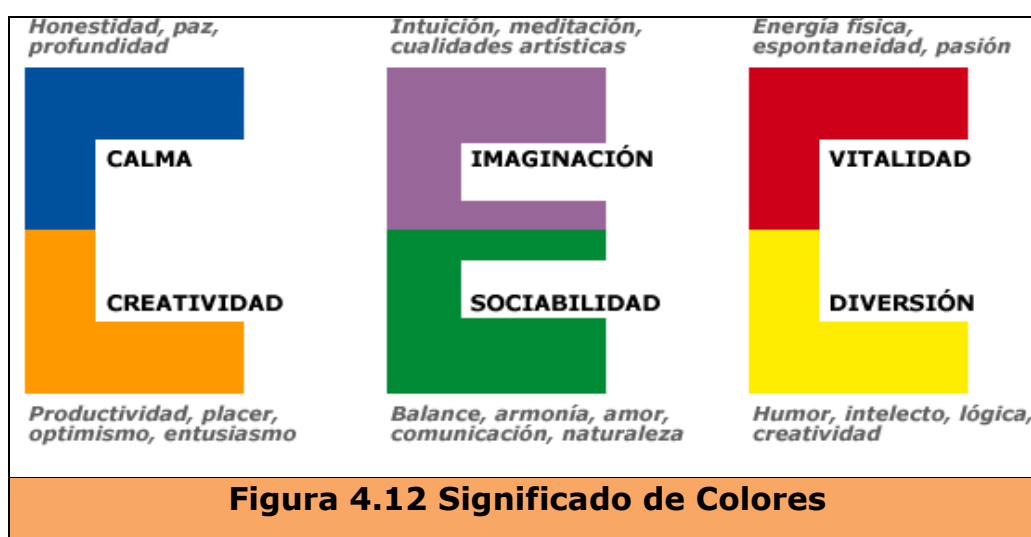 Honestidad, paz,
profundidad
Intuición, meditación,
cualidades artísticas
Energía física,
espontaneidad, pasión
CALMA
IMAGINACIÓN
VITALIDAD
CREATIVIDAD
SOCIABILIDAD
DIVERSIÓN
Productividad, placer,
optimismo, entusiasmo
Balance, armonía, amor,
comunicación, naturaleza
Humor, intelecto, lógica,
creatividad
Figura 4.12 Significado de Colores